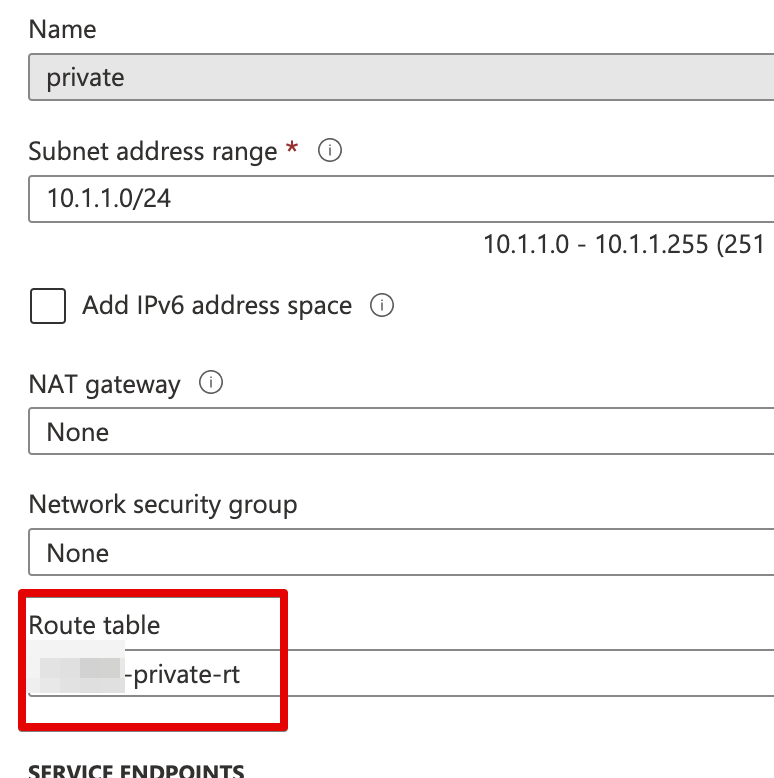 Name
private
Subnet address range *
10.1.1.0/24
10.1.1.0 - 10.1.1.255 (251
Add IPv6 address space
NAT gateway
None
Network security group
None
Route table
-private-rt
SERVICE ENDPOINTS